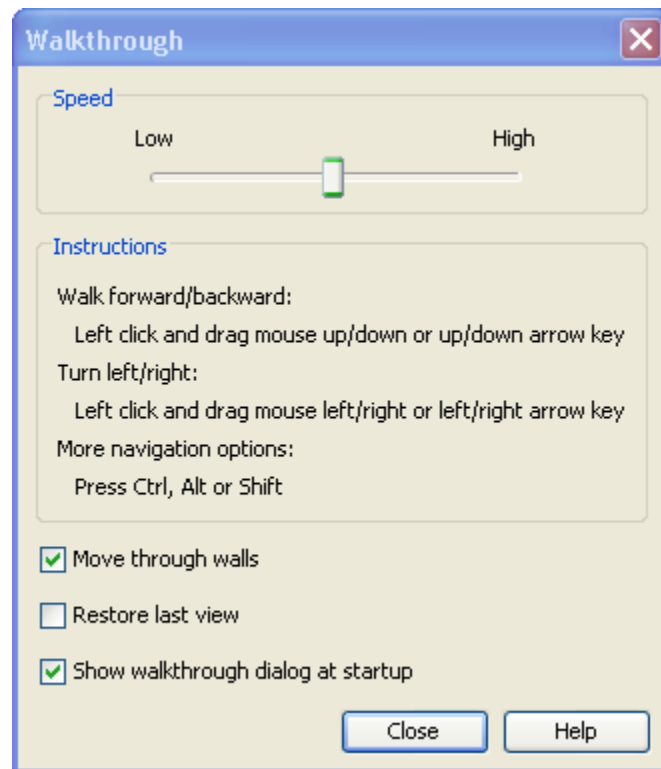 Walkthrough
Speed
Low High
Instructions
Walk forward/backward:
Left click and drag mouse up/down or up/down arrow key
Turn left/right:
Left click and drag mouse left/right or left/right arrow key
More navigation options:
Press Ctrl, Alt or Shift
Move through walls
Restore last view
Show walkthrough dialog at startup
Close Help